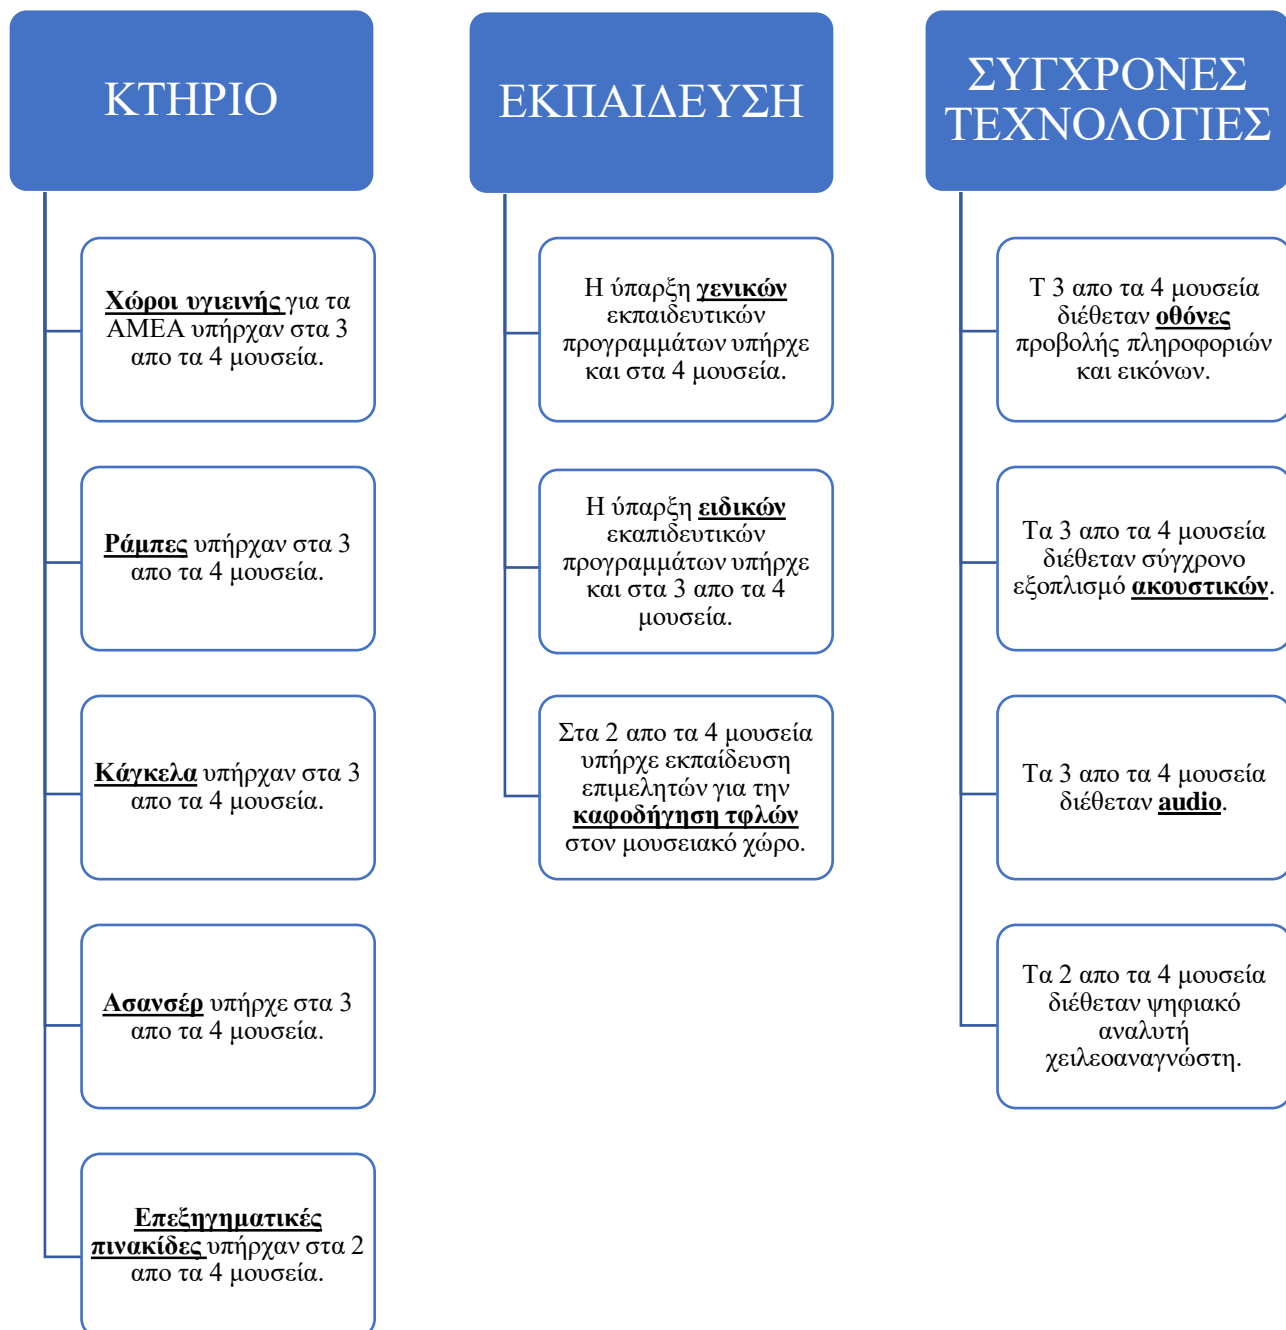 ΚΤΗΡΙΟ
Χώροι υγιεινής για τα
ΑΜΕΑ υπήρχαν στα 3
απο τα 4 μουσεία.
Ράμπες υπήρχαν στα 3
απο τα 4 μουσεία.
Κάγκελα υπήρχαν στα 3
απο τα 4 μουσεία.
Ασανσέρ υπήρχε στα 3
απο τα 4 μουσεία.
Επεξηγηματικές
πινακίδες υπήρχαν στα 2
απο τα 4 μουσεία.
ΕΚΠΑΙΔΕΥΣΗ
Η ύπαρξη γενικών
εκπαιδευτικών
προγραμμάτων υπήρχε
και στα 4 μουσεία.
Η ύπαρξη ειδικών
εκαπιδευτικών
προγραμμάτων υπήρχε
και στα 3 απο τα 4
μουσεία.
Στα 2 απο τα 4 μουσεία
υπήρχε εκπαίδευση
επιμελητών για την
καφοδήγηση τφλών
στον μουσειακό χώρο.
ΣΥΓΧΡΟΝΕΣ
ΤΕΧΝΟΛΟΓΙΕΣ
Τ 3 απο τα 4 μουσεία
διέθεταν οθόνες
προβολής πληροφοριών
και εικόνων.
Τα 3 απο τα 4 μουσεία
διέθεταν σύγχρονο
εξοπλισμό ακουστικών.
Τα 3 απο τα 4 μουσεία
διέθεταν audio.
Τα 2 απο τα 4 μουσεία
διέθεταν ψηφιακό
αναλυτή
χειλεοαναγνώστη.